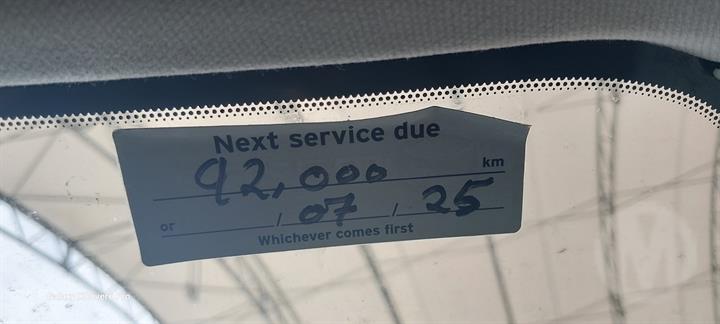 Next service due
92,000 km
or / 07 / 25
Whichever comes first